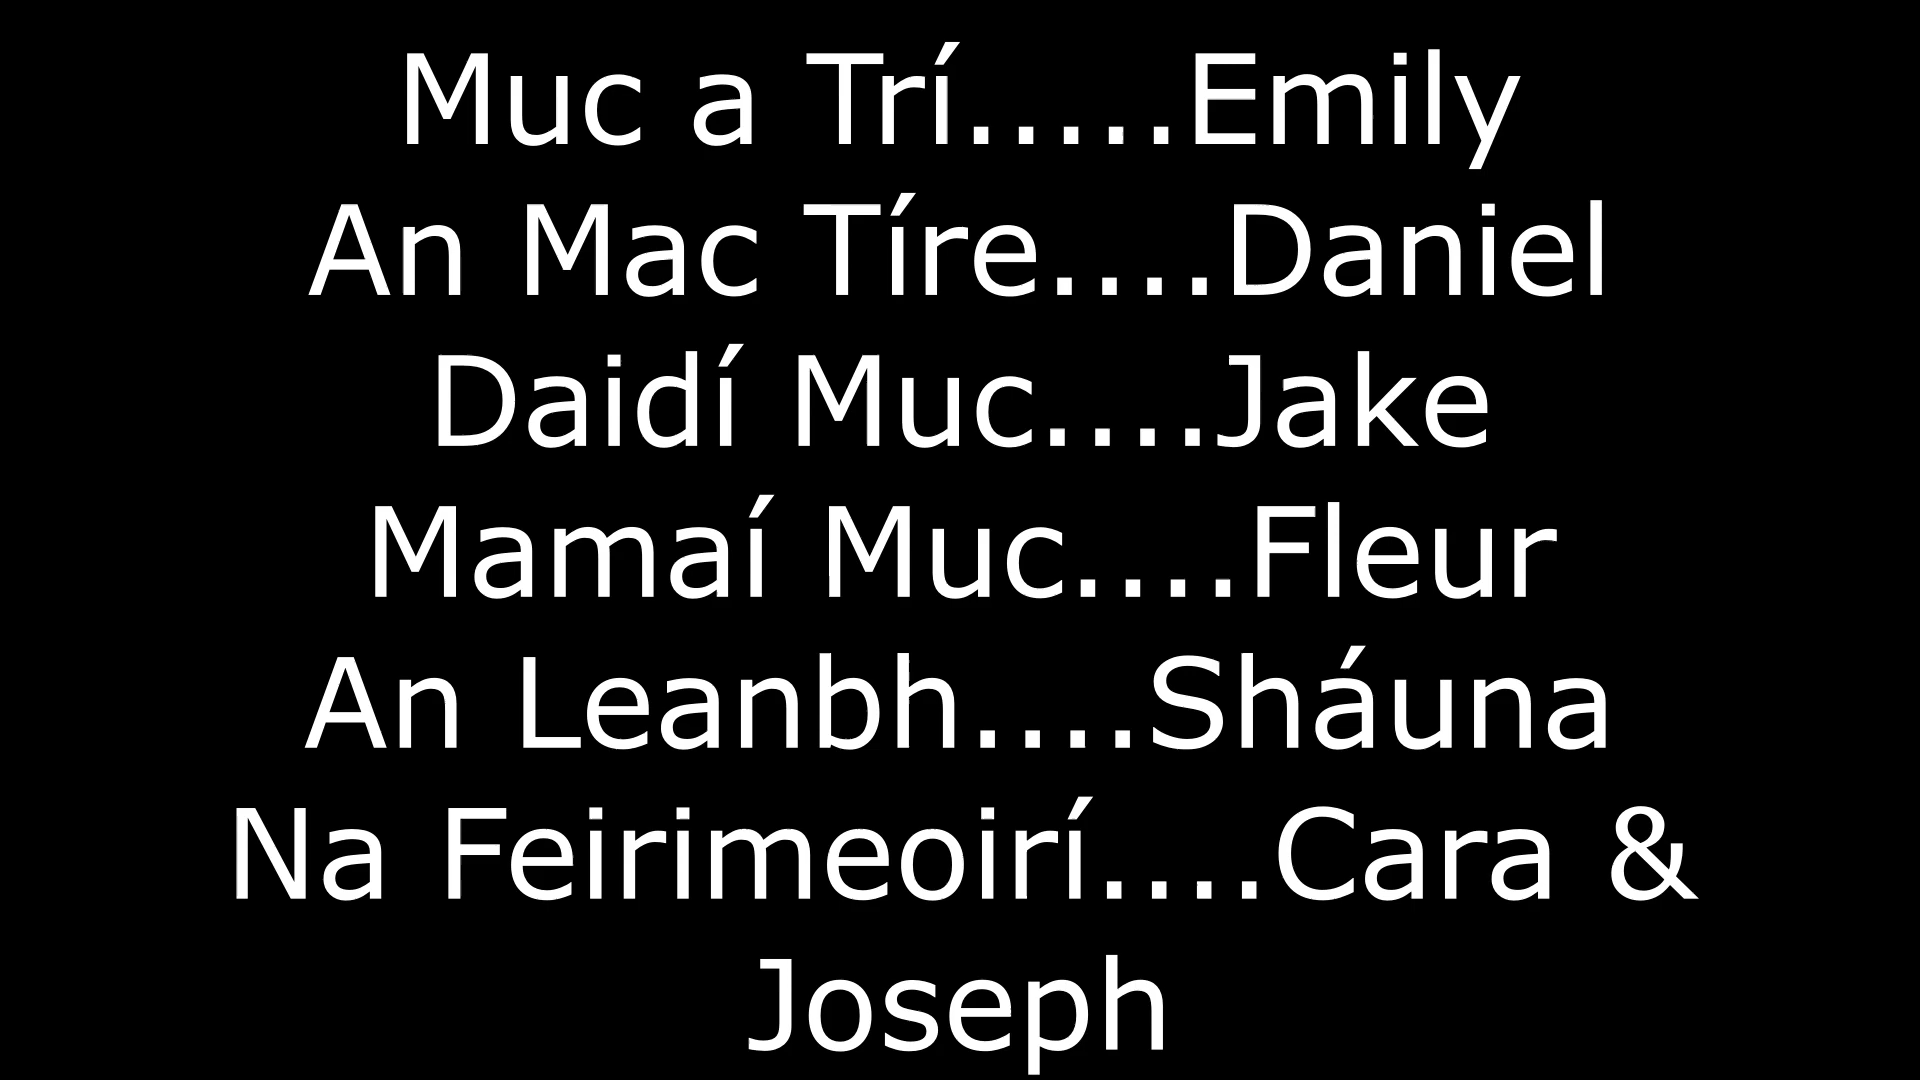 Muc a Trí.....Emily
An Mac Tíre....Daniel
Daidí Muc....Jake
Mamaí Muc....Fleur
An Leanbh....Sháuna
Na Feirimeoirí....Cara &
Joseph